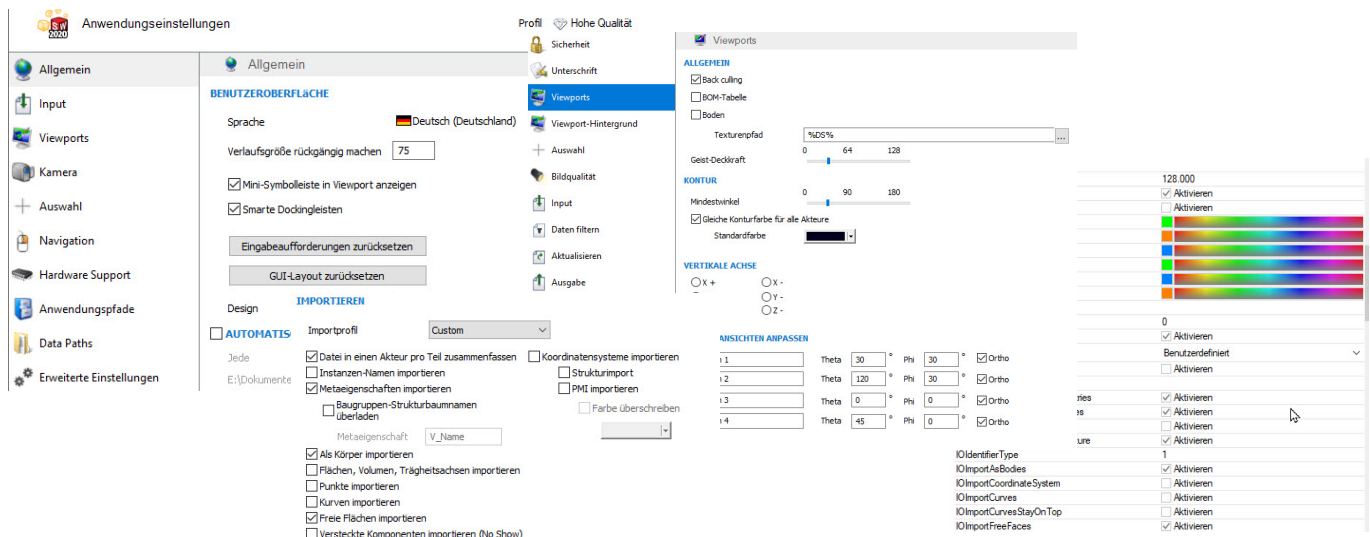 SW
2020
Anwendungseinstellungen
Allgemein
Input
Viewports
Kamera
Auswahl
Navigation
Hardware Support
Anwendungspfade
Data Paths
Erweiterte Einstellungen
Allgemein
BENUTZEROBERFLäCHE
Sprache
Deutsch (Deutschland)
Verlaufsgröße rückgängig machen 75
Mini-Symbolleiste in Viewport anzeigen
Smarte Dockingleisten
Eingabeaufforderungen zurücksetzen
GUI-Layout zurücksetzen
Design
AUTOMATIS
Jede
E:\Dokumente
IMPORTIEREN
Importprofil Custom
Datei in einen Akteur pro Teil zusammenfassen
Instanzen-Namen importieren
Metaeigenschaften importieren
Baugruppen-Strukturbaumnamen
überladen
Metaeigenschaft V_Name
Als Körper importieren
Flächen, Volumen, Trägheitsachsen importieren
Punkte importieren
Kurven importieren
Freie Flächen importieren
Versteckte Komponenten importieren (No Show)
Koordinatensysteme importieren
Strukturimport
PMI importieren
Farbe überschreiben
Profil Hohe Qualität
Sicherheit
Unterschrift
Viewports
Viewport-Hintergrund
Auswahl
Bildqualität
Input
Daten filtern
Aktualisieren
Ausgabe
Viewports
ALLGEMEIN
Back culling
BOM-Tabelle
Boden
Texturenpfad %DS% ...
0 64 128
Geist-Deckkraft
KONTUR
0 90 180
Mindestwinkel
Gleiche Konturfarbe für alle Akteure
Standardfarbe
VERTIKALE ACHSE
X + X -
Y -
Z -
ANSICHTEN ANPASSEN
1 Theta 30 ° Phi 30 ° Ortho
2 Theta 120 ° Phi 30 ° Ortho
3 Theta 0 ° Phi 0 ° Ortho
4 Theta 45 ° Phi 0 ° Ortho
128.000
Aktivieren
Aktivieren
0
Aktivieren
Benutzerdefiniert
Aktivieren
ries Aktivieren
es Aktivieren
Aktivieren
ture Aktivieren
IOIdentifierType 1
IOImportAsBodies Aktivieren
IOImportCoordinateSystem Aktivieren
IOImportCurves Aktivieren
IOImportCurvesStayOnTop Aktivieren
IOImportFreeFaces Aktivieren